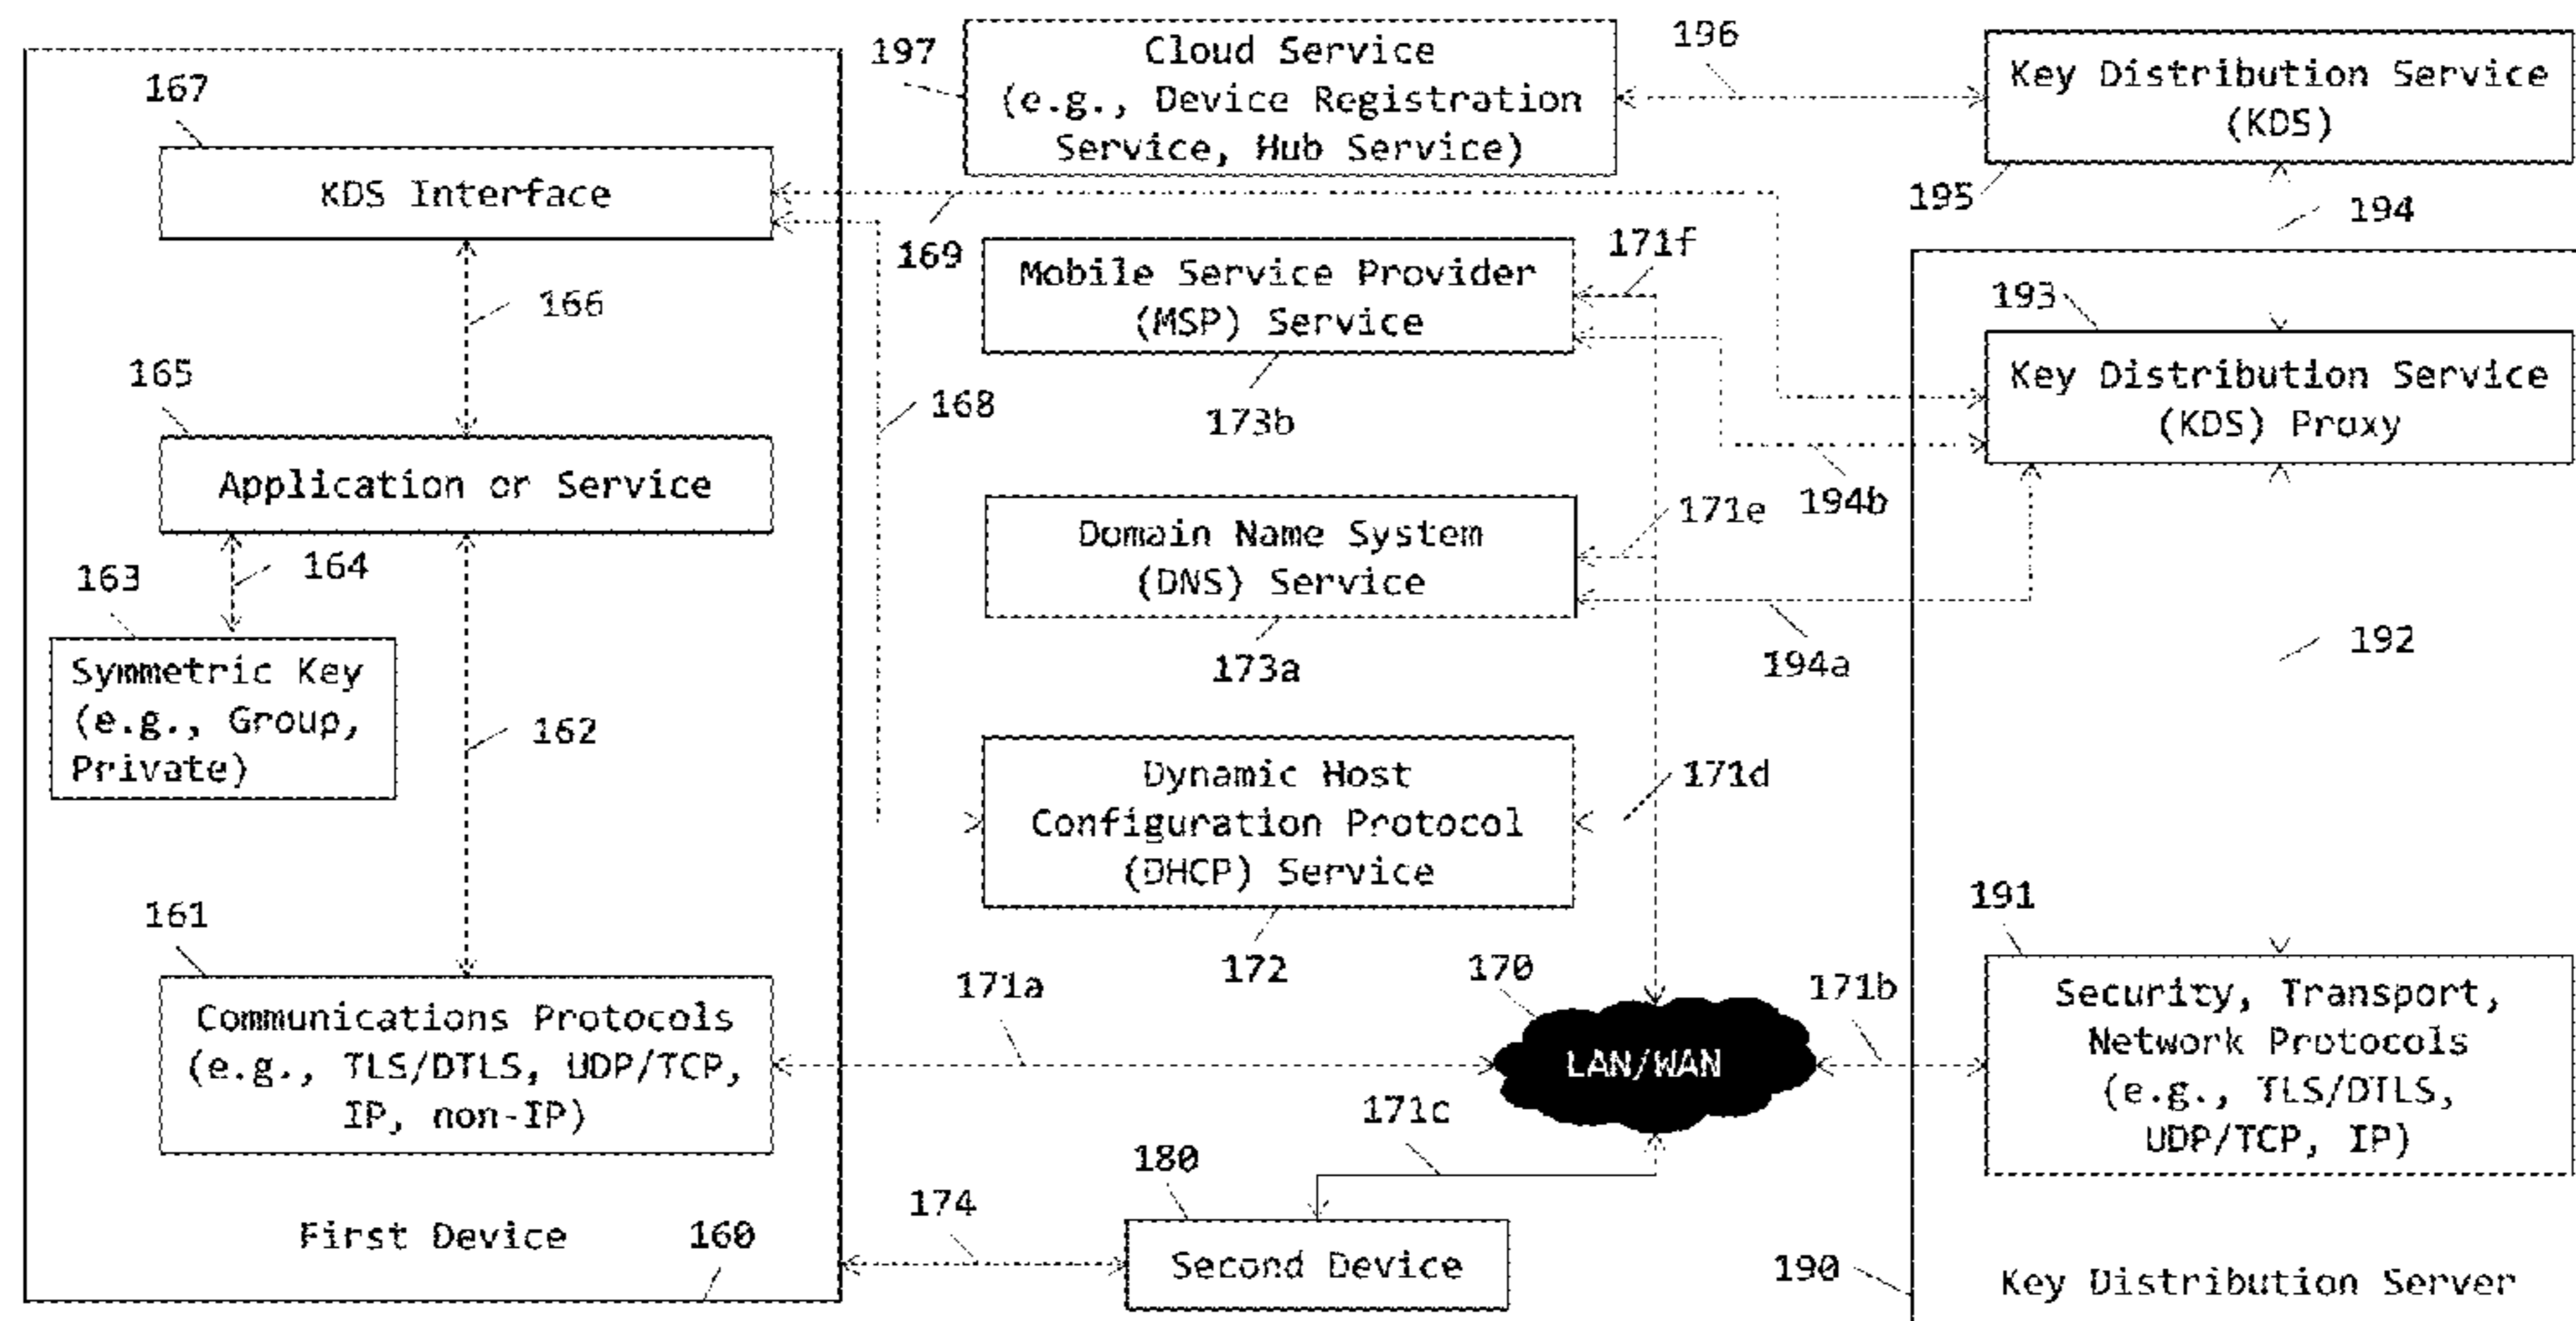 167
KDS Interface
166
165
Application or Service
164
163
Symmetric Key
(e.g., Group,
Private)
162
161
Communications Protocols
(e.g., TLS/DTLS, UDP/TCP,
IP, non-IP)
First Device
160
197
Cloud Service
(e.g., Device Registration
Service, Hub Service)
196
169
168
Mobile Service Provider
(MSP) Service
171f
173b
Domain Name System
(DNS) Service
171e
194b
173a
194a
Dynamic Host
Configuration Protocol
(DHCP) Service
171d
172
171a
170
LAN/WAN
171b
171c
180
174
Second Device
Key Distribution Service
(KDS)
195
194
193
Key Distribution Service
(KDS) Proxy
192
191
Security, Transport,
Network Protocols
(e.g., TLS/DTLS,
UDP/TCP, IP)
190
Key Distribution Server